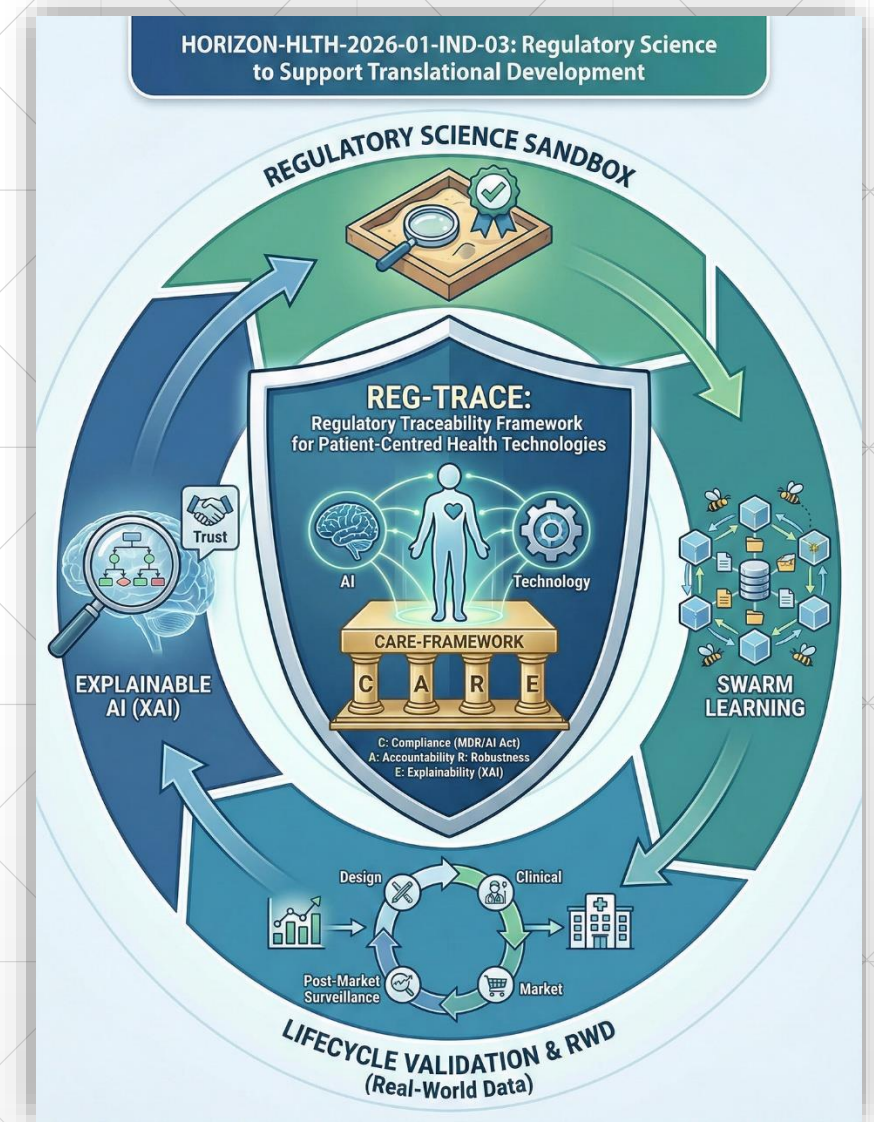 HORIZON-HLTH-2026-01-IND-03: Regulatory Science
to Support Translational Development
REGULATORY SCIENCE SANDBOX
REG-TRACE:
Regulatory Traceability Framework
for Patient-Centred Health Technologies
AI
Technology
CARE-FRAMEWORK
C A R E
C: Compliance (MDR/AI Act)
A: Accountability R: Robustness
E: Explainability (XAI)
Trust
EXPLAINABLE
AI (XAI)
SWARM
LEARNING
Design
Clinical
Post-Market
Surveillance
Market
LIFECYCLE VALIDATION & RWD
(Real-World Data)